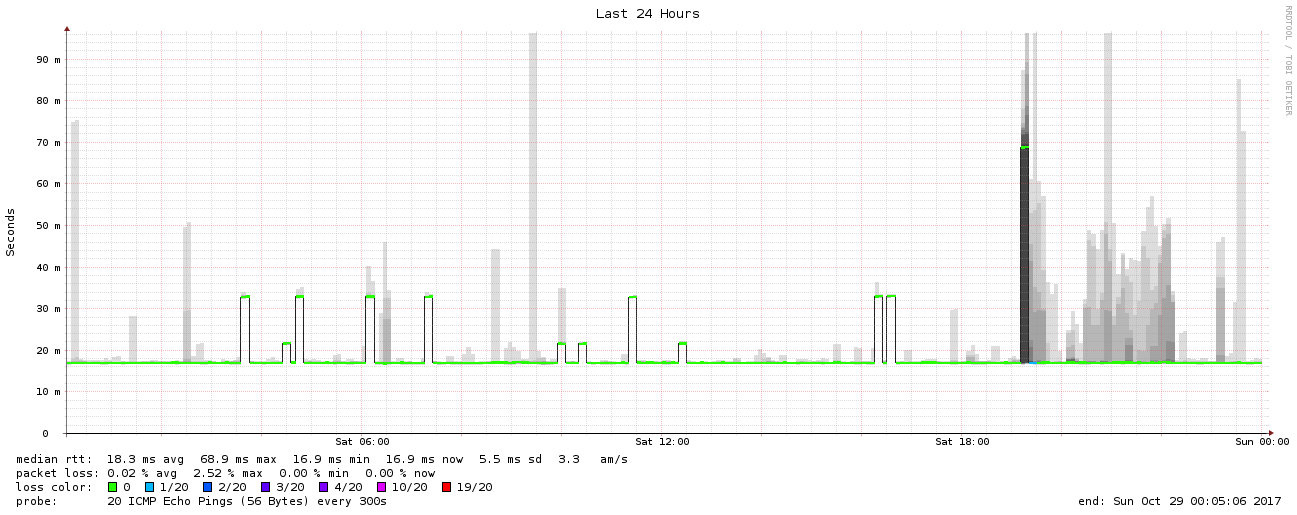 Last 24 Hours
RRDTOOL / TOBI OETIKER
Seconds
90 m
80 m
70 m
60 m
50 m
40 m
30 m
20 m
10 m
0
Sat 06:00 Sat 12:00 Sat 18:00 Sun 00:00
median rtt: 18.3 ms avg 68.9 ms max 16.9 ms min 16.9 ms now 5.5 ms sd 3.3 am/s
packet loss: 0.02 % avg 2.52 % max 0.00 % min 0.00 % now
loss color: 0 1/20 2/20 3/20 4/20 10/20 19/20
probe: 20 ICMP Echo Pings (56 Bytes) every 300s end: Sun Oct 29 00:05:06 2017